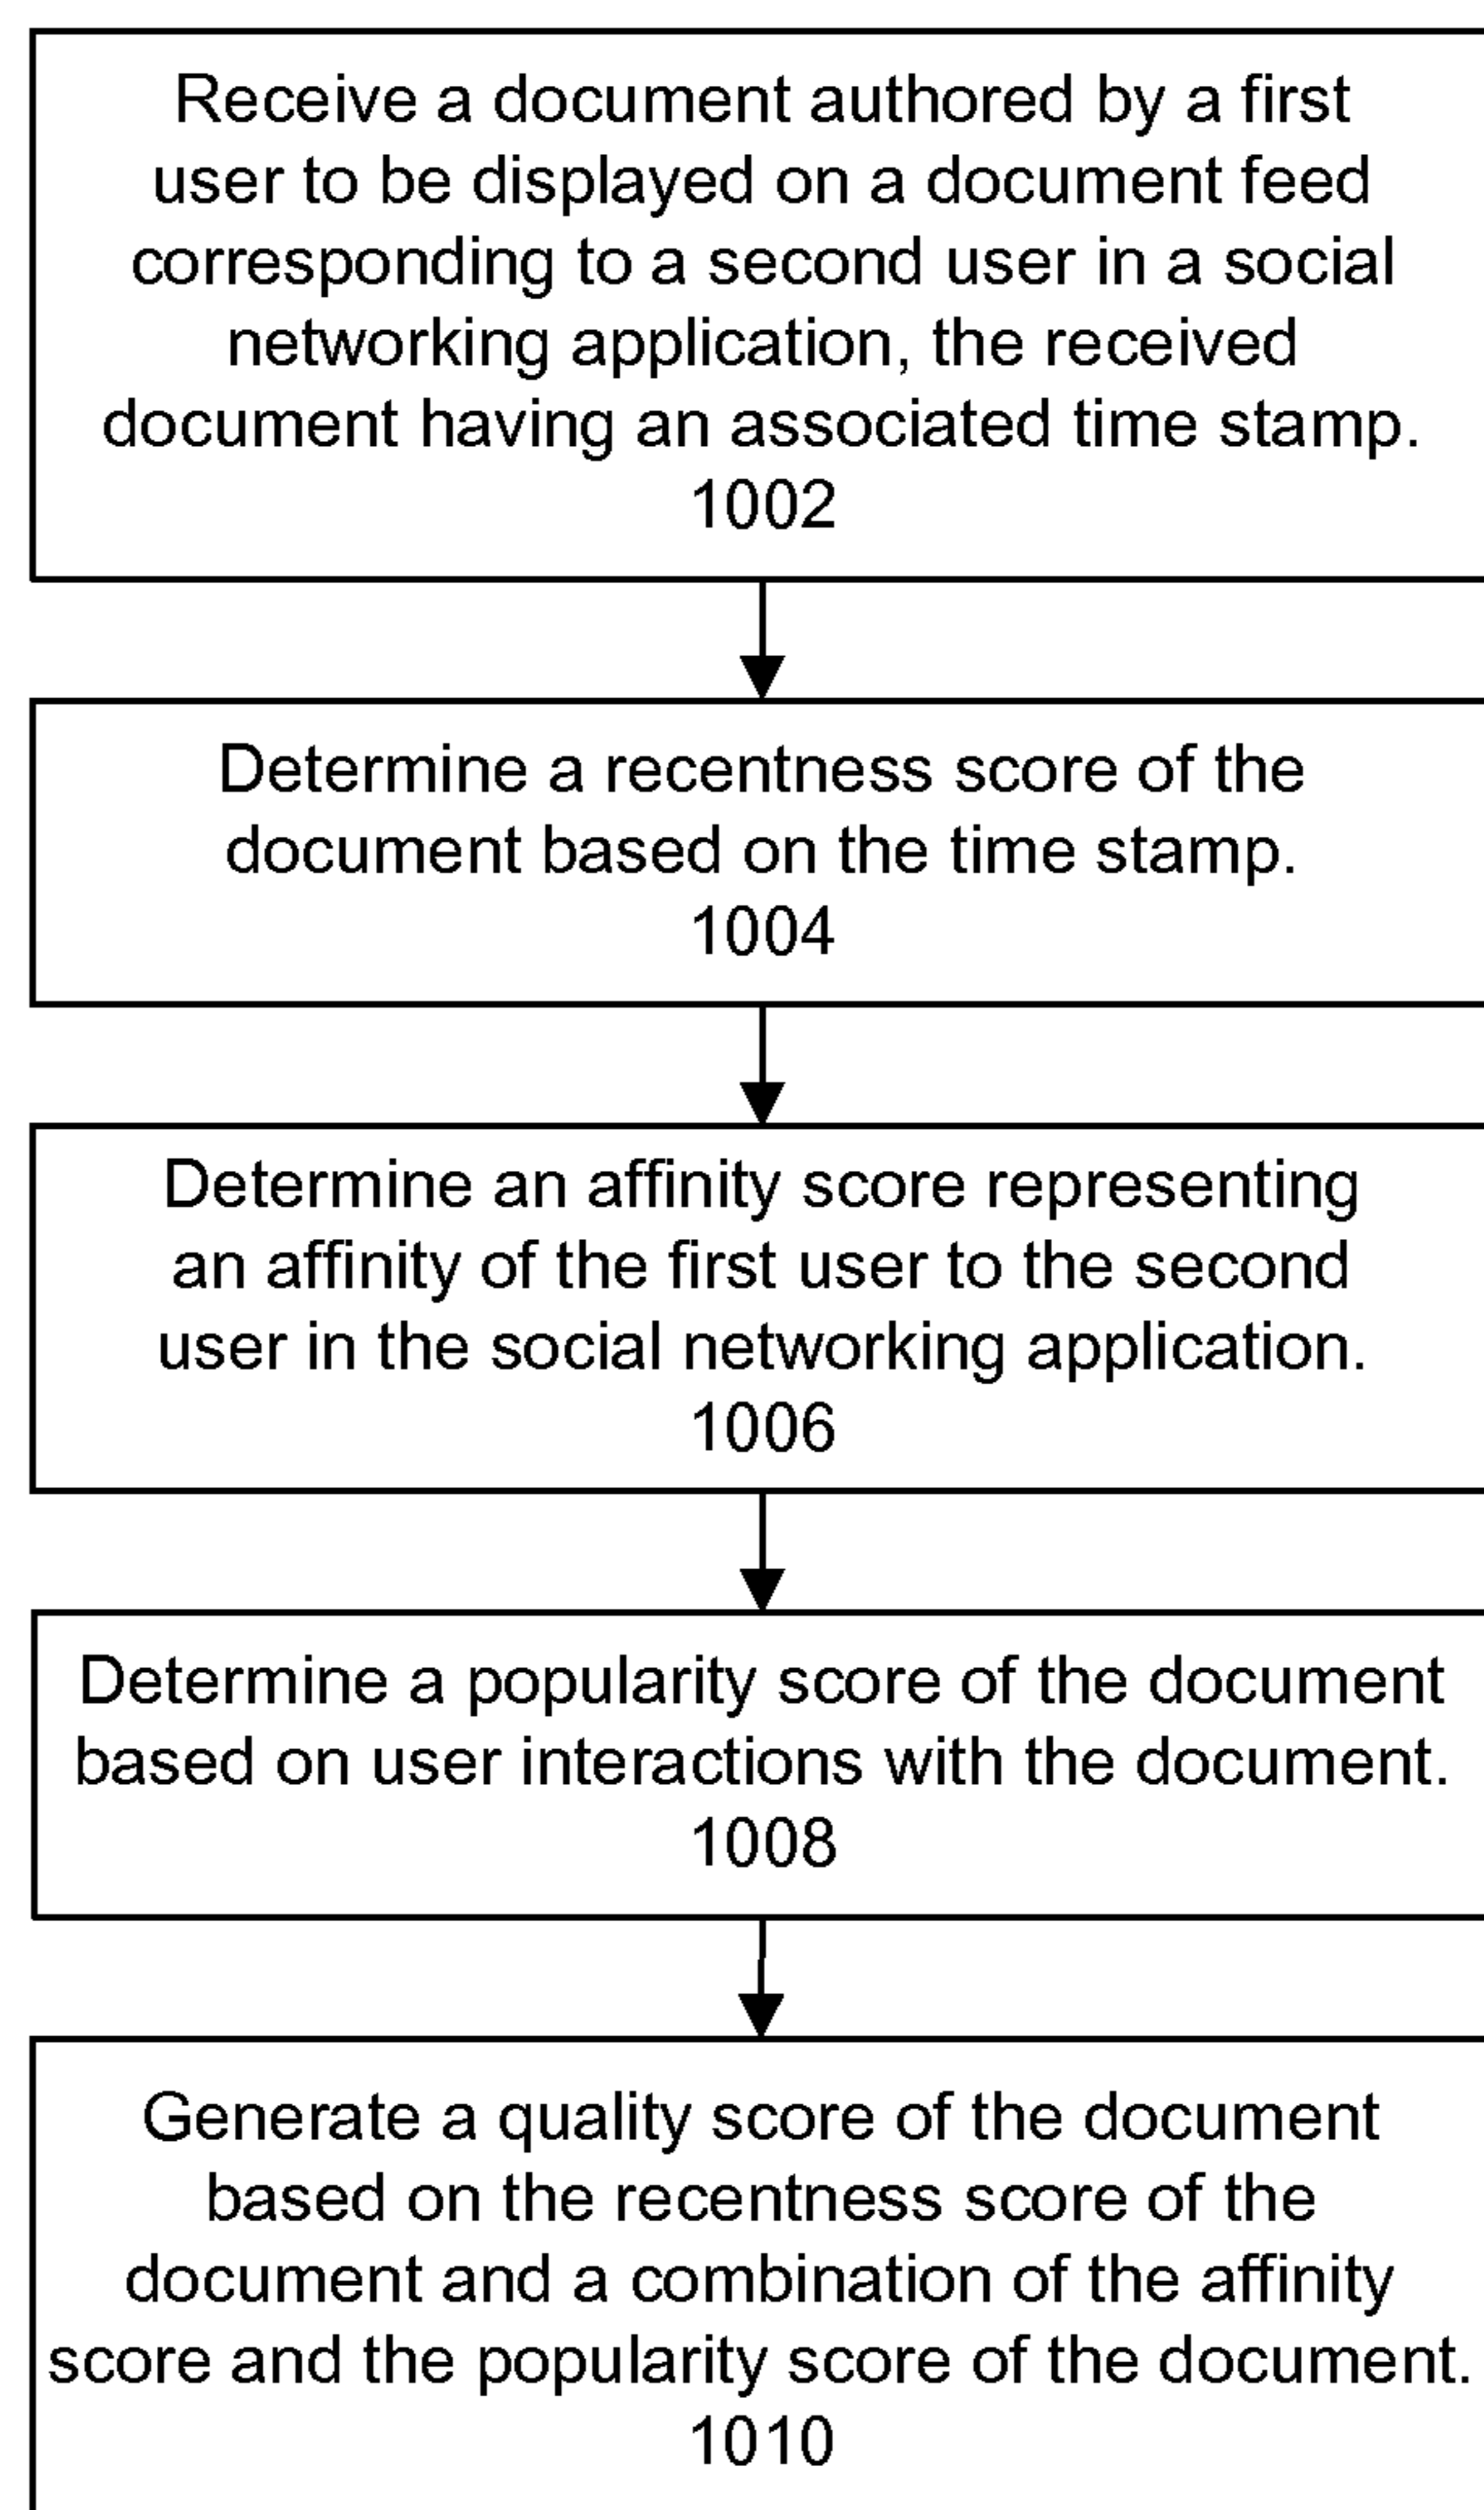 Receive a document authored by a first
user to be displayed on a document feed
corresponding to a second user in a social
networking application, the received
document having an associated time stamp.
1002
Determine a recentness score of the
document based on the time stamp.
1004
Determine an affinity score representing
an affinity of the first user to the second
user in the social networking application.
1006
Determine a popularity score of the document
based on user interactions with the document.
1008
Generate a quality score of the document
based on the recentness score of the
document and a combination of the affinity
score and the popularity score of the document.
1010